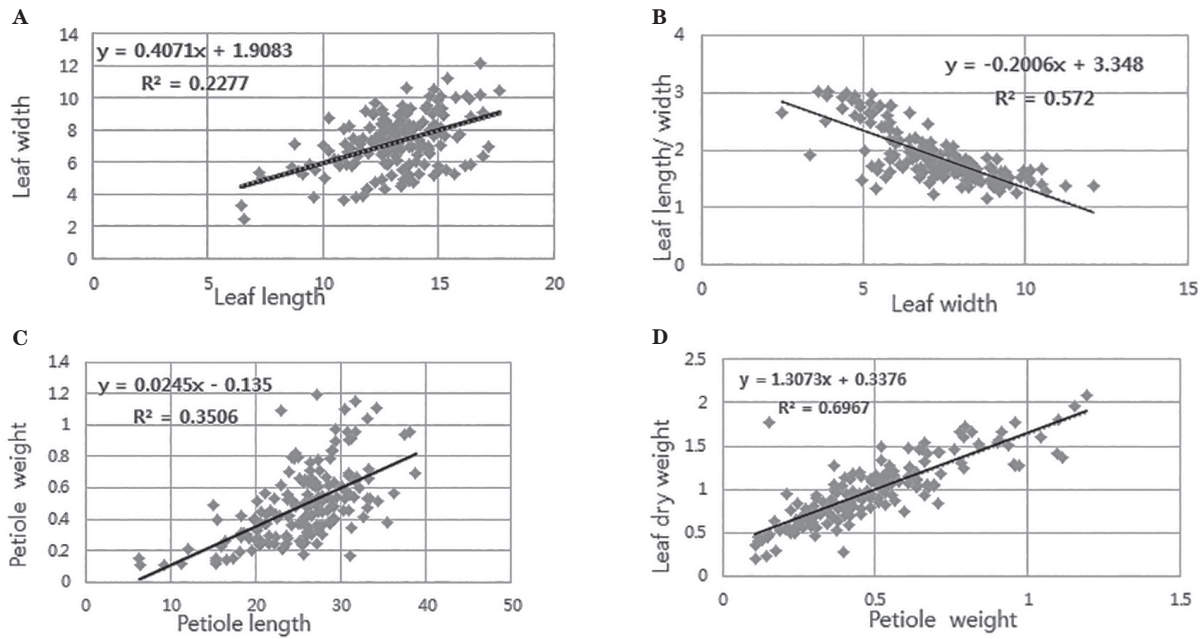 A
y = 0.4071x + 1.9083
R² = 0.2277
Leaf width
14
12
10
8
6
4
2
0
0 5 10 15 20
Leaf length
B
y = -0.2006x + 3.348
R² = 0.572
Leaf length/ width
4
3
2
1
0
0 5 10 15
Leaf width
C
y = 0.0245x - 0.135
R² = 0.3506
Petiole weight
1.4
1.2
1
0.8
0.6
0.4
0.2
0
0 10 20 30 40 50
Petiole length
D
y = 1.3073x + 0.3376
R² = 0.6967
Leaf dry weight
2.5
2
1.5
1
0.5
0
0 0.5 1 1.5
Petiole weight